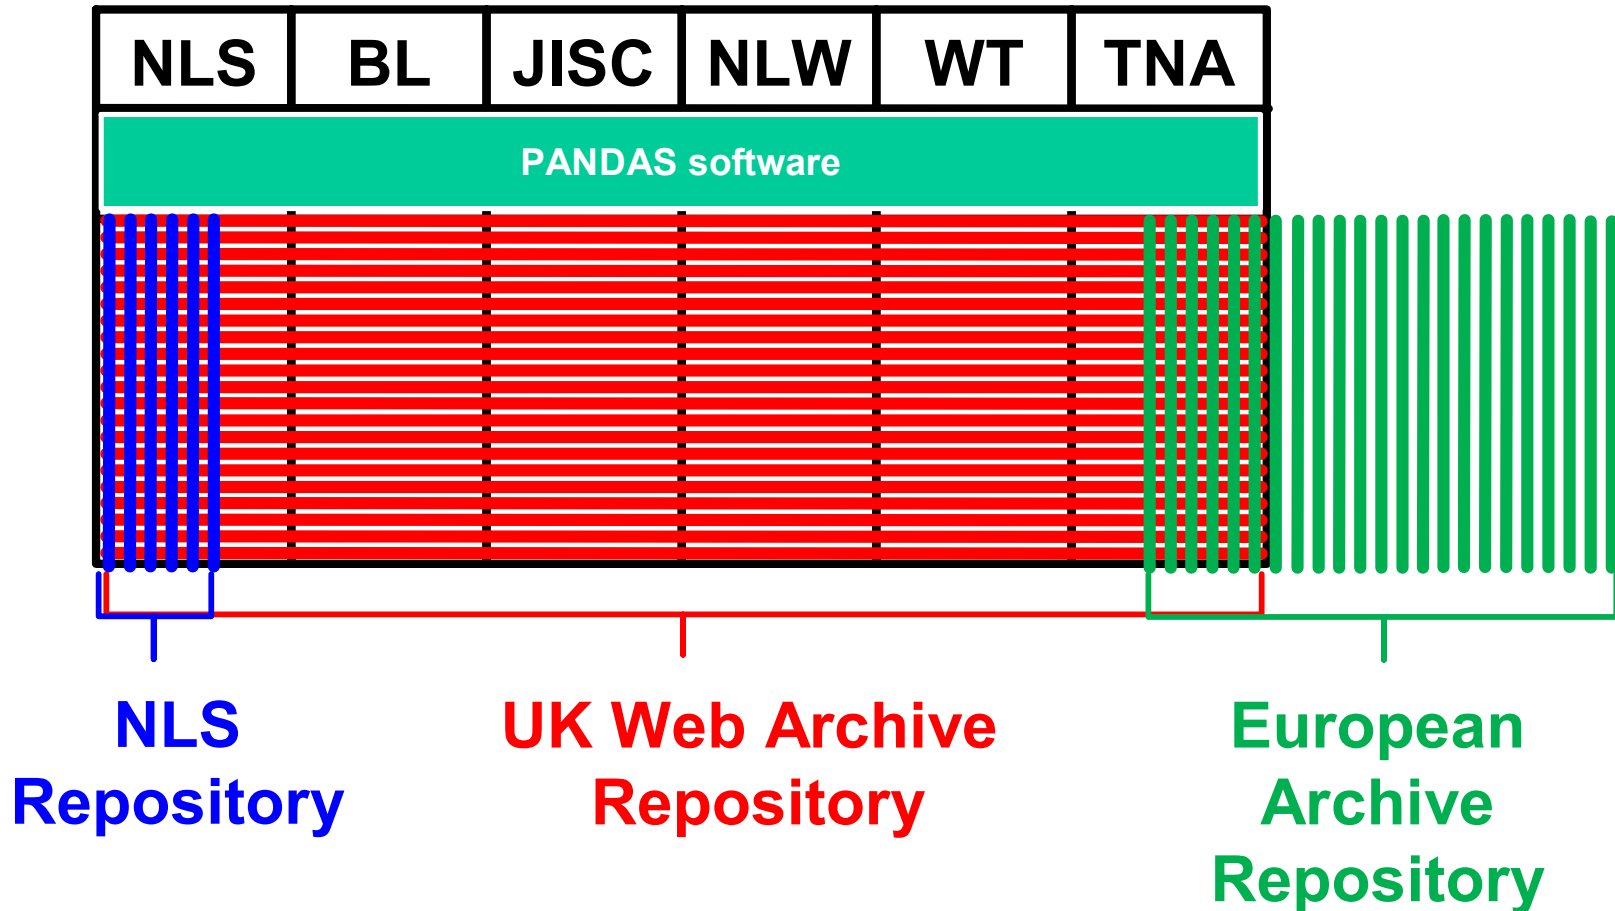 NLS BL JISC NLW WT TNA
PANDAS software
NLS
Repository
UK Web Archive
Repository
European
Archive
Repository